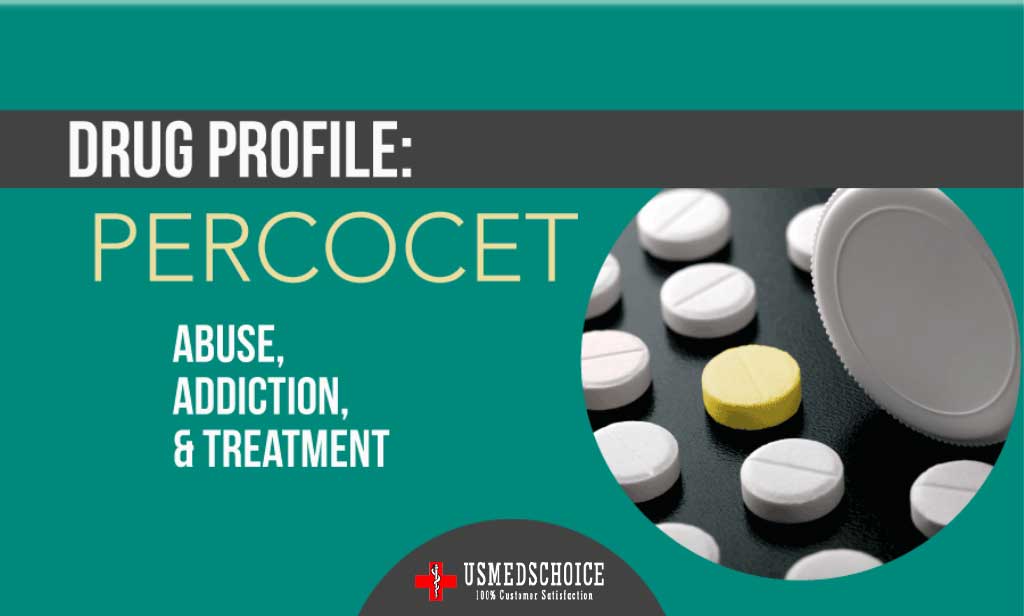 DRUG PROFILE:
PERCOCET
ABUSE,
ADDICTION,
& TREATMENT
USMEDSCHOICE
100% Customer Satisfaction